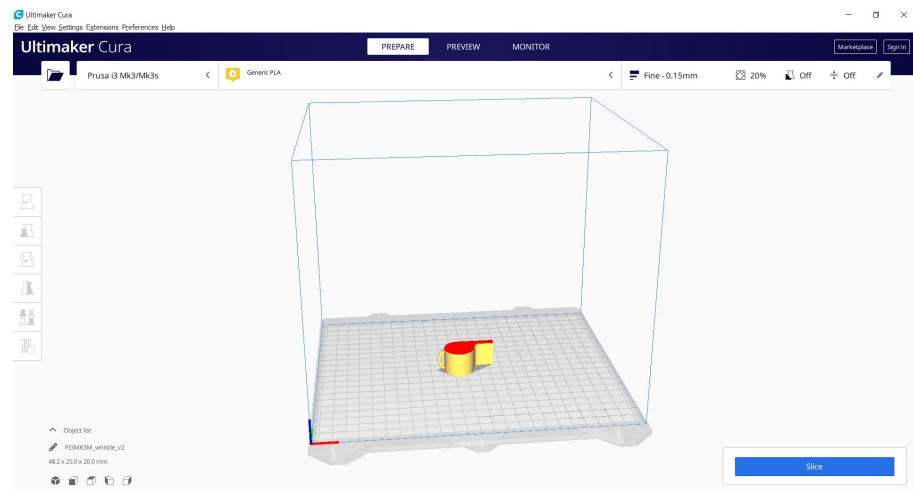 Ultimaker Cura
File Edit View Settings Extensions Preferences Help
Ultimaker Cura PREPARE PREVIEW MONITOR Marketplace Sign in
Prusa i3 Mk3/Mk3s Generic PLA Fine - 0.15mm 20% Off Off
Object list
PI3MK3M_whistle_v2
48.2 x 25.0 x 20.0 mm
Slice